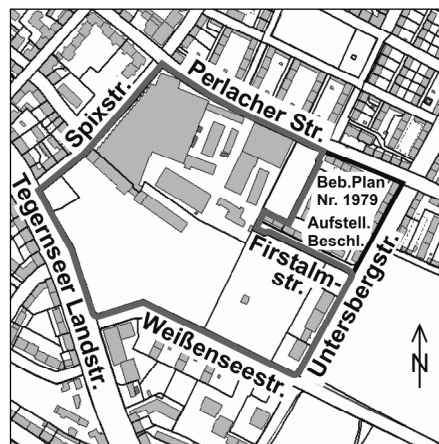 Spixstr.
Perlacher Str.
Beb.Plan
Nr. 1979
Aufstell.
Beschl.
Firstalm-
str.
Untersbergstr.
Tegernseer Landstr.
Weißenseestr.
N